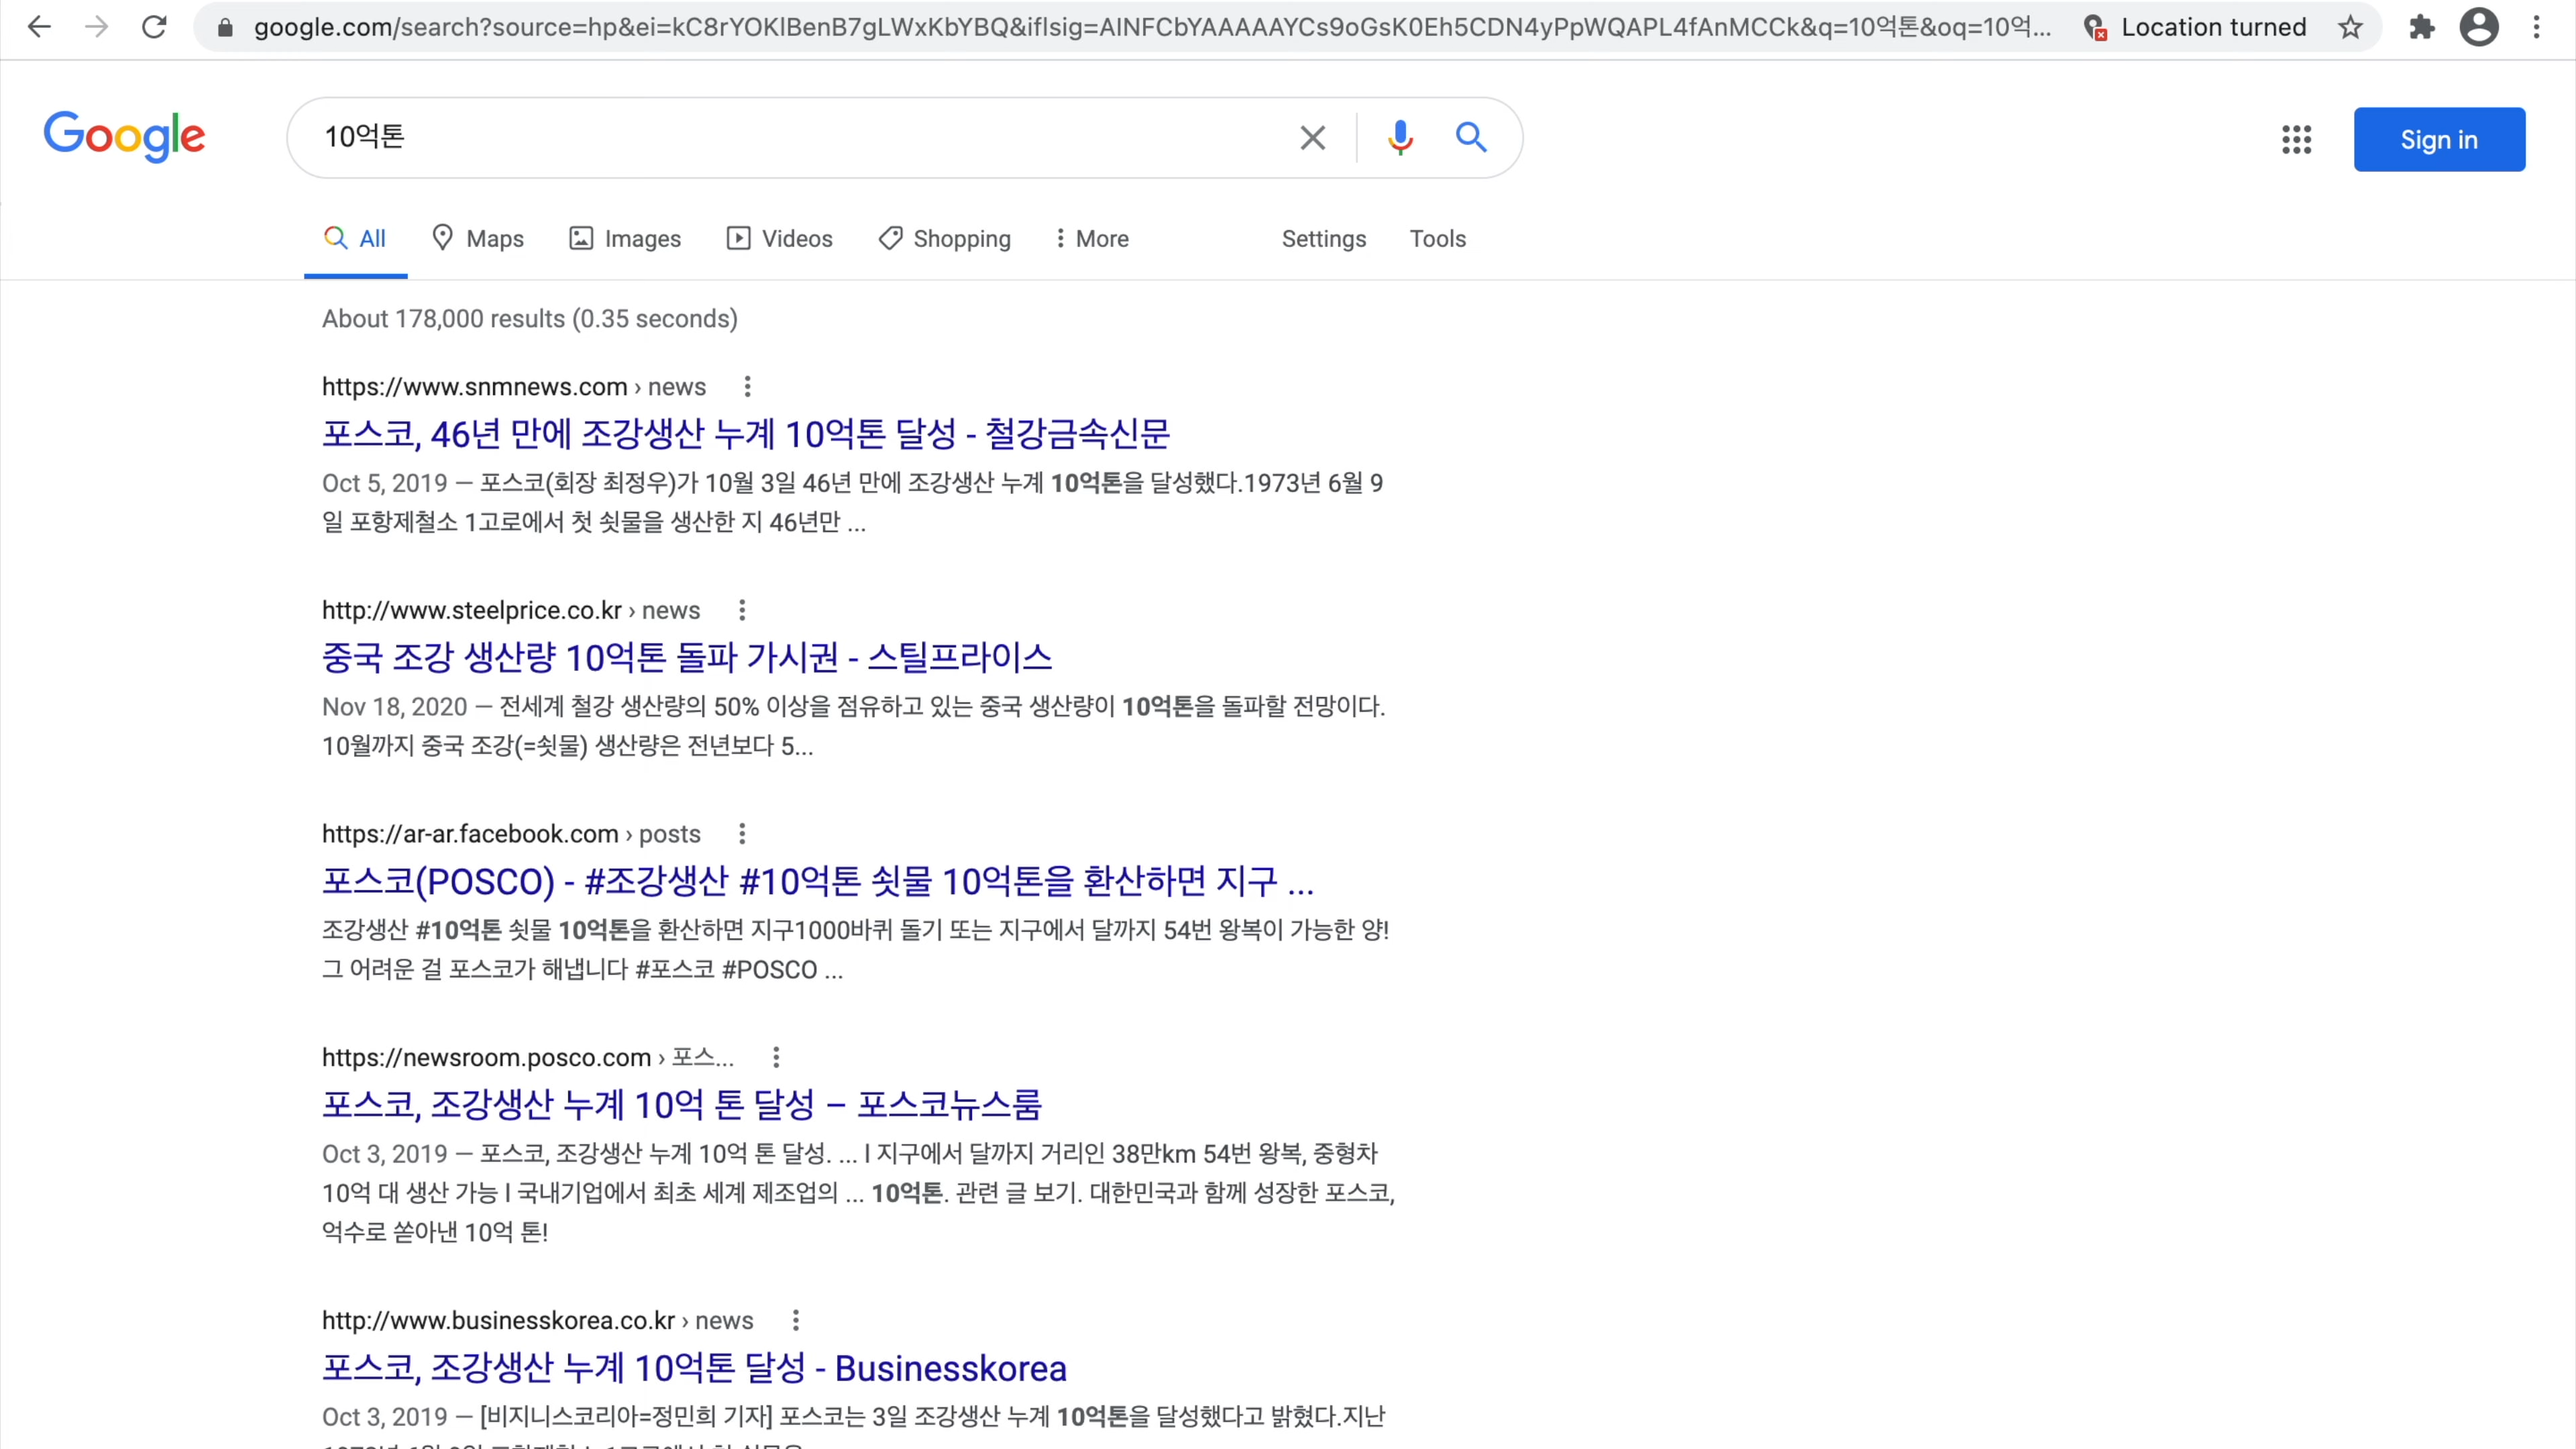 google.com/search?source=hp&ei=kC8rYOKlBenB7gLWxKbYBQ&iflsig=AINFCbYAAAAAYCs9oGsK0Eh5CDN4yPpWQAPL4fAnMCCk&q=10억톤&oq=10억... Location turned
Google 10억톤 Sign in
All Maps Images Videos Shopping More Settings Tools
About 178,000 results (0.35 seconds)
https://www.snmnews.com › news
포스코, 46년 만에 조강생산 누계 10억톤 달성 - 철강금속신문
Oct 5, 2019 — 포스코(회장 최정우)가 10월 3일 46년 만에 조강생산 누계 10억톤을 달성했다.1973년 6월 9
일 포항제철소 1고로에서 첫 쇳물을 생산한 지 46년만 ...
http://www.steelprice.co.kr › news
중국 조강 생산량 10억톤 돌파 가시권 - 스틸프라이스
Nov 18, 2020 — 전세계 철강 생산량의 50% 이상을 점유하고 있는 중국 생산량이 10억톤을 돌파할 전망이다.
10월까지 중국 조강(=쇳물) 생산량은 전년보다 5...
https://ar-ar.facebook.com › posts
포스코(POSCO) - #조강생산 #10억톤 쇳물 10억톤을 환산하면 지구 ...
조강생산 #10억톤 쇳물 10억톤을 환산하면 지구1000바퀴 돌기 또는 지구에서 달까지 54번 왕복이 가능한 양!
그 어려운 걸 포스코가 해냅니다 #포스코 #POSCO ...
https://newsroom.posco.com › 포스...
포스코, 조강생산 누계 10억 톤 달성 – 포스코뉴스룸
Oct 3, 2019 — 포스코, 조강생산 누계 10억 톤 달성. ... l 지구에서 달까지 거리인 38만km 54번 왕복, 중형차
10억 대 생산 가능 l 국내기업에서 최초 세계 제조업의 ... 10억톤. 관련 글 보기. 대한민국과 함께 성장한 포스코,
억수로 쏟아낸 10억 톤!
http://www.businesskorea.co.kr › news
포스코, 조강생산 누계 10억톤 달성 - Businesskorea
Oct 3, 2019 — [비지니스코리아=정민희 기자] 포스코는 3일 조강생산 누계 10억톤을 달성했다고 밝혔다.지난